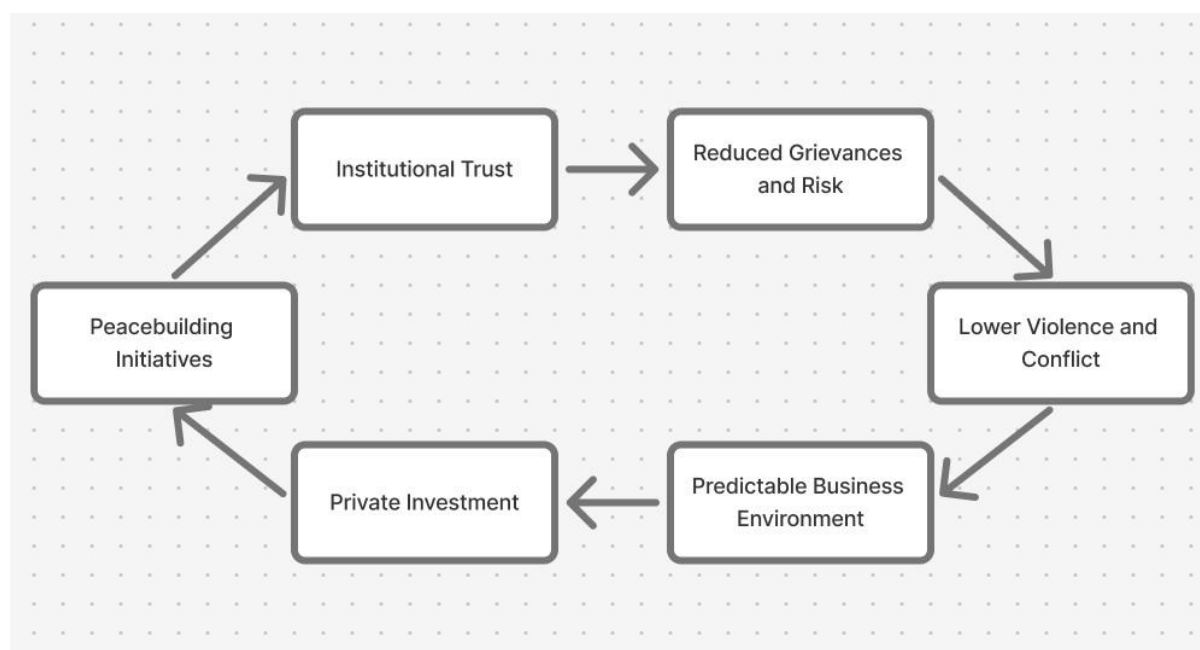 Institutional Trust
Reduced Grievances
and Risk
Peacebuilding
Initiatives
Lower Violence and
Conflict
Private Investment
Predictable Business
Environment